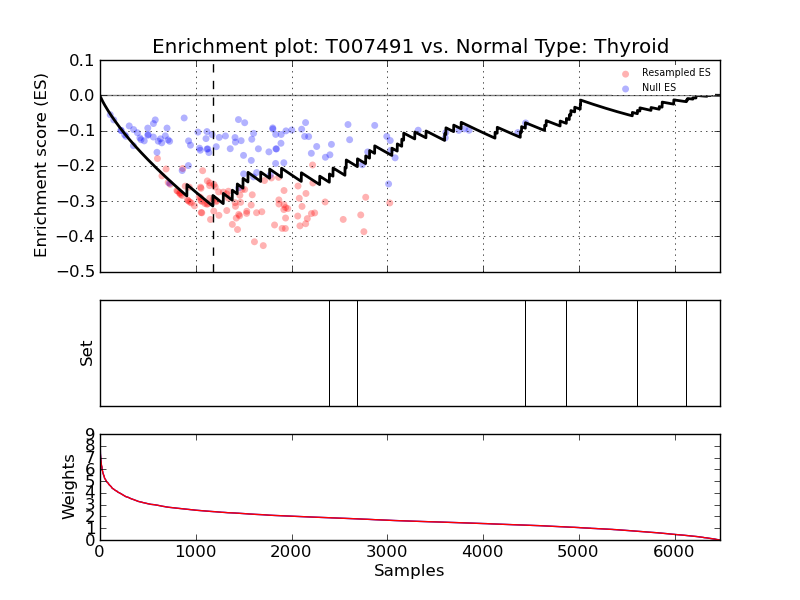 Enrichment plot: T007491 vs. Normal Type: Thyroid
Enrichment score (ES)
0.1
0.0
−0.1
−0.2
−0.3
−0.4
−0.5
Resampled ES
Null ES
Set
Weights
9
8
7
6
5
4
3
2
1
0
0 1000 2000 3000 4000 5000 6000
Samples